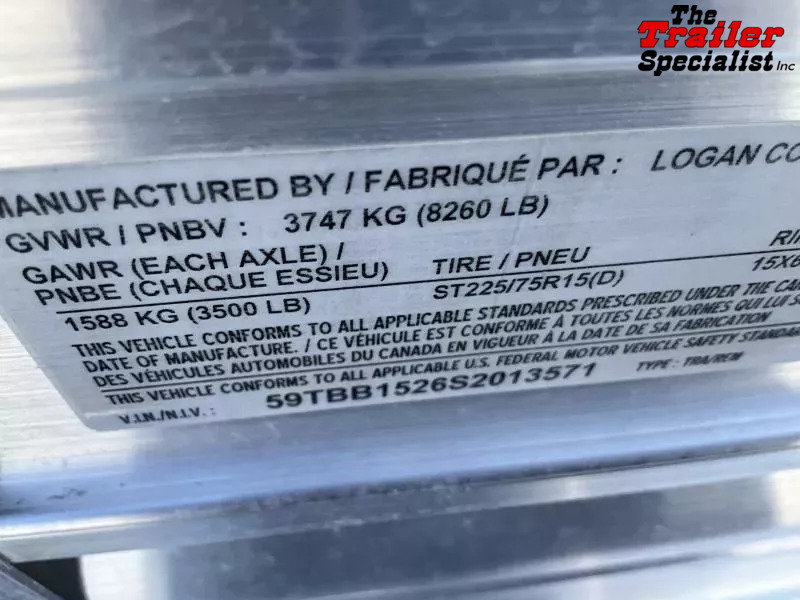 The
Trailer
Specialist Inc
MANUFACTURED BY / FABRIQUÉ PAR : LOGAN CO
GVWR / PNBV : 3747 KG (8260 LB)
GAWR (EACH AXLE) /
PNBE (CHAQUE ESSIEU) TIRE / PNEU RI
1588 KG (3500 LB) ST225/75R15(D) 15X6
THIS VEHICLE CONFORMS TO ALL APPLICABLE STANDARDS PRESCRIBED UNDER THE CA
DATE OF MANUFACTURE. / CE VÉHICULE EST CONFORME À TOUTES LES NORMES QUI LUI S
DES VÉHICULES AUTOMOBILES DU CANADA EN VIGUEUR À LA DATE DE SA FABRICATION
THIS VEHICLE CONFORMS TO ALL APPLICABLE U.S. FEDERAL MOTOR VEHICLE SAFETY STANDAR
V.I.N./N.I.V.: 59TBB1526S2013571 TYPE : TRA/REM